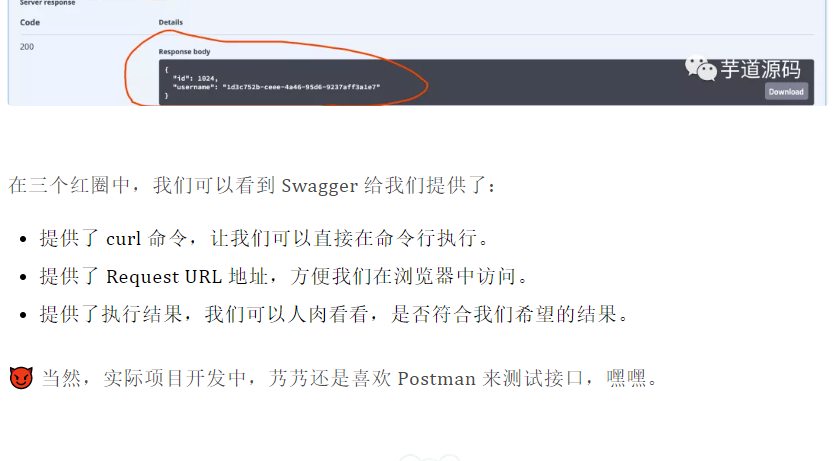 Server response
Code Details
200
Response body
{
"id": 1024,
"username": "1d3c752b-ceee-4a46-95d6-9237aff3a1e7"
}
芋道源码
Download
在三个红圈中，我们可以看到 Swagger 给我们提供了：
• 提供了 curl 命令，让我们可以直接在命令行执行。
• 提供了 Request URL 地址，方便我们在浏览器中访问。
• 提供了执行结果，我们可以人肉看看，是否符合我们希望的结果。
😈 当然，实际项目开发中，艿艿还是喜欢 Postman 来测试接口，嘿嘿。